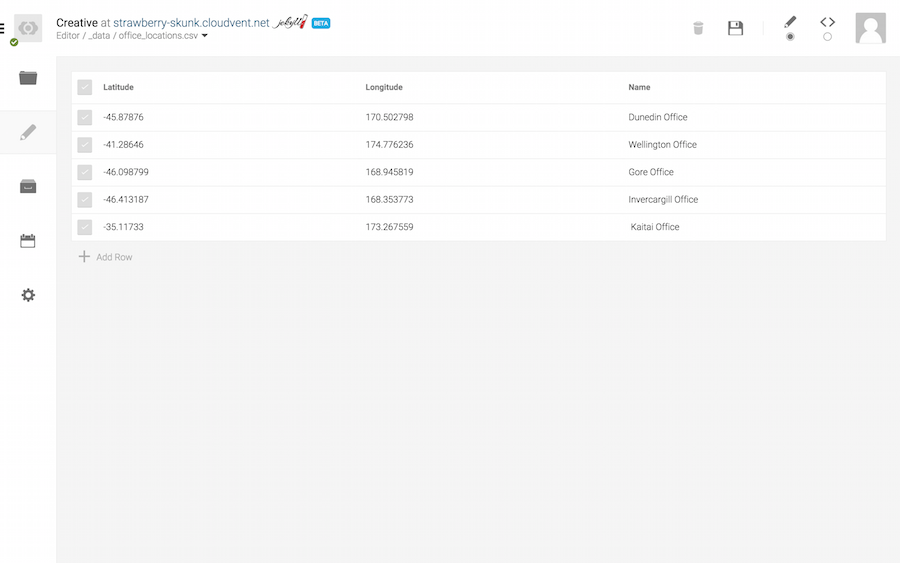 Creative at strawberry-skunk.cloudvent.net jekyll BETA
Editor / _data / office_locations.csv
Latitude Longitude Name
-45.87876 170.502798 Dunedin Office
-41.28646 174.776236 Wellington Office
-46.098799 168.945819 Gore Office
-46.413187 168.353773 Invercargill Office
-35.11733 173.267559 Kaitai Office
Add Row